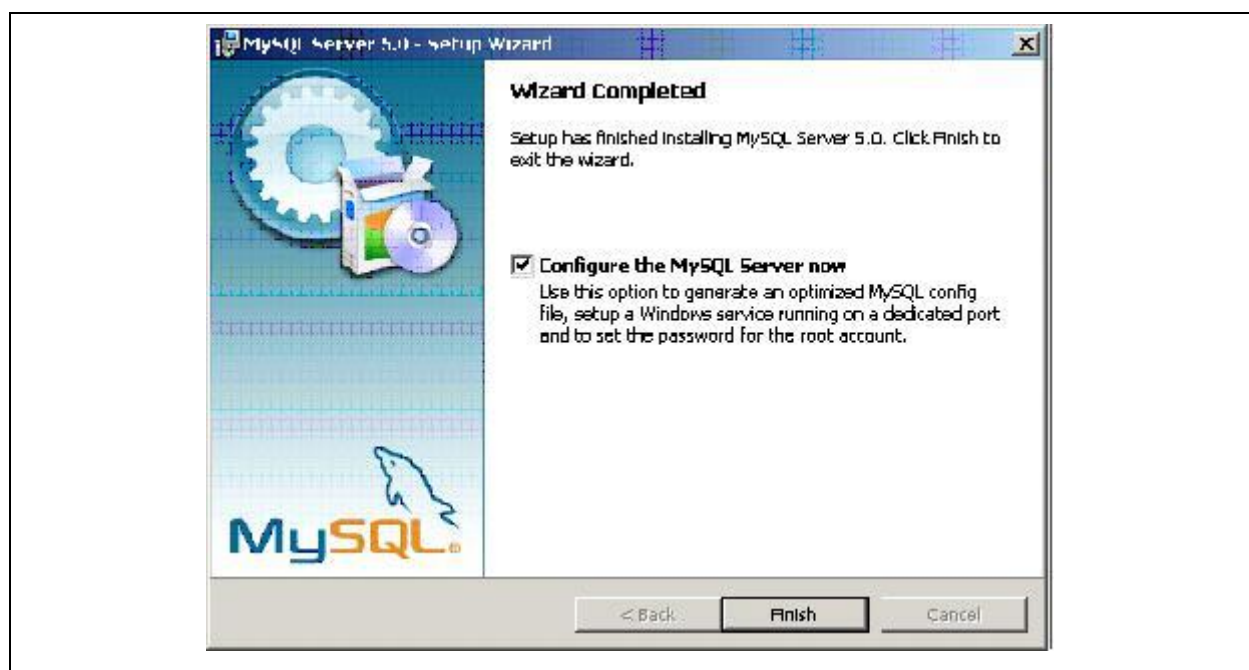 MySQL Server 5.0 - Setup Wizard
Wizard Completed
Setup has finished installing MySQL Server 5.0. Click Finish to
exit the wizard.
Configure the MySQL Server now
Use this option to generate an optimized MySQL config
file, setup a Windows service running on a dedicated port
and to set the password for the root account.
MySQL®
< Back
Finish
Cancel